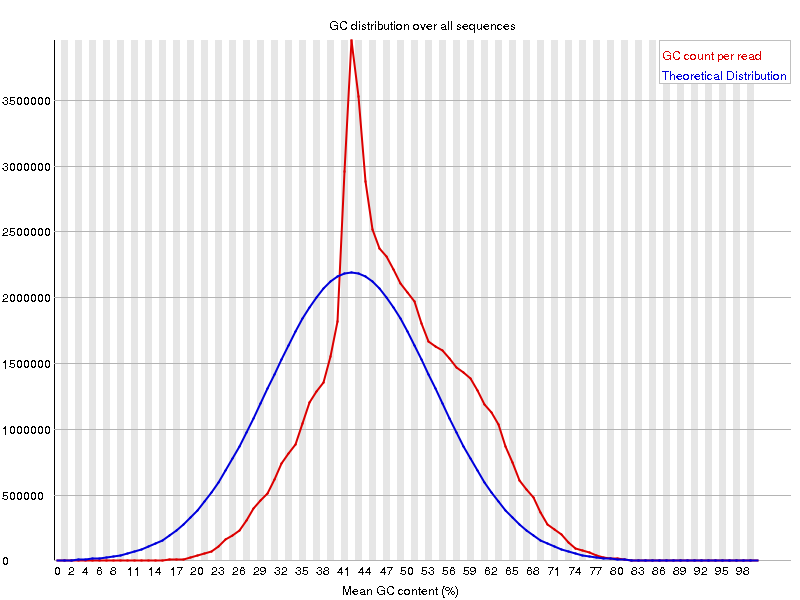 GC distribution over all sequences
GC count per read
Theoretical Distribution
3500000
3000000
2500000
2000000
1500000
1000000
500000
0
0 2 4 6 8 11 14 17 20 23 26 29 32 35 38 41 44 47 50 53 56 59 62 65 68 71 74 77 80 83 86 89 92 95 98
Mean GC content (%)